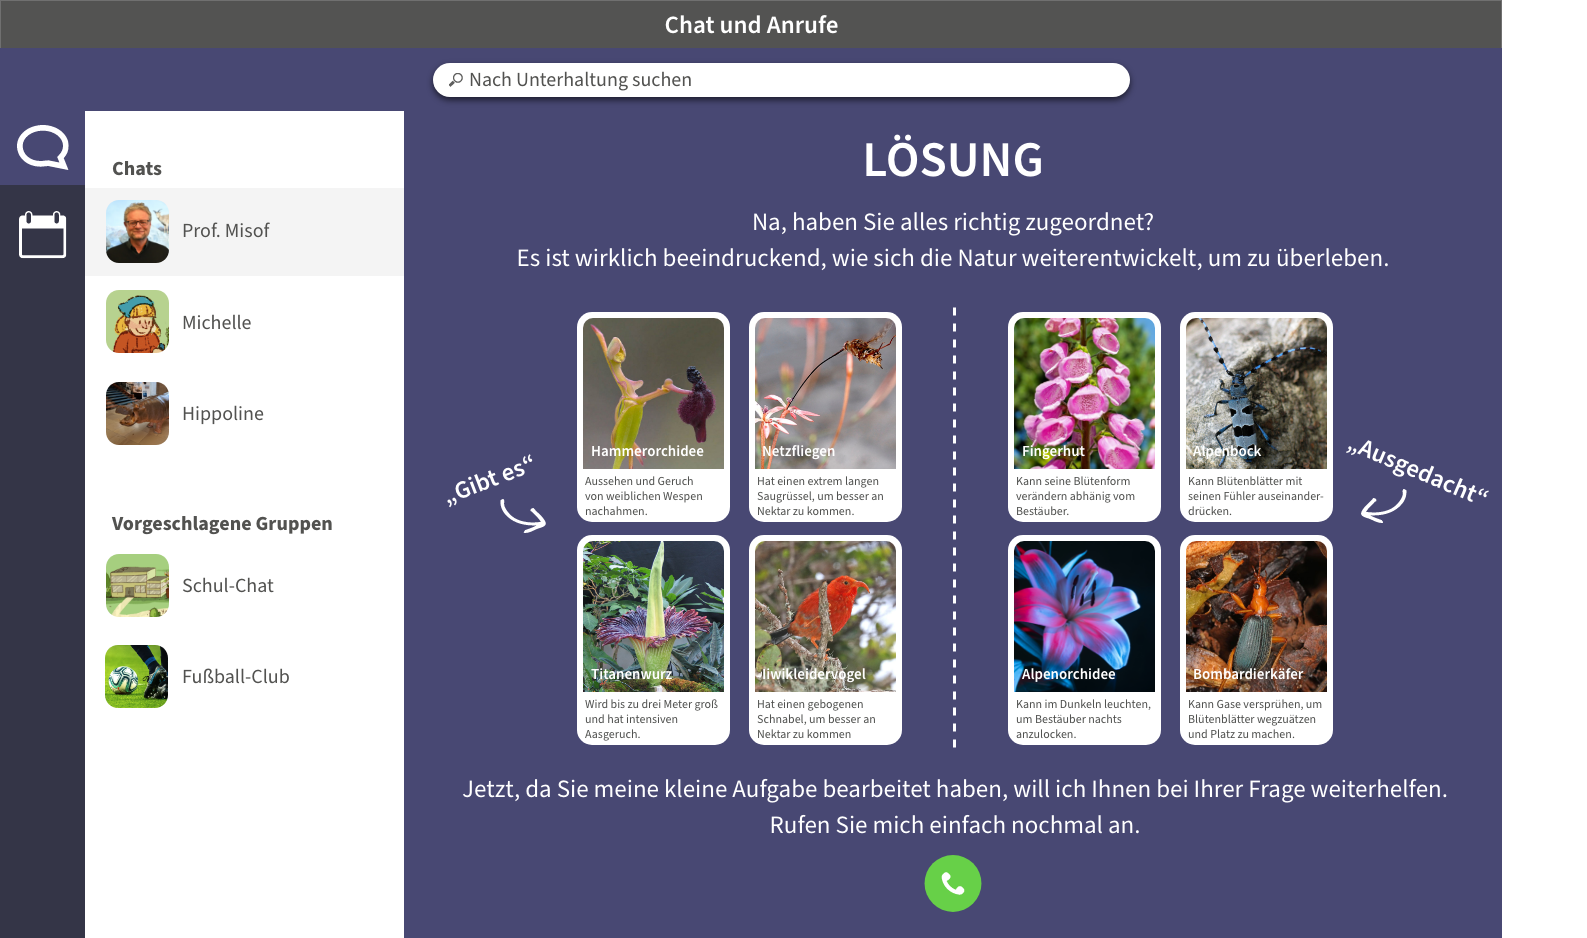 Chat und Anrufe
Nach Unterhaltung suchen
Chats
Prof. Misof
Michelle
Hippoline
Vorgeschlagene Gruppen
Schul-Chat
Fußball-Club
LÖSUNG
Na, haben Sie alles richtig zugeordnet?
Es ist wirklich beeindruckend, wie sich die Natur weiterentwickelt, um zu überleben.
„Gibt es“
Hammerorchidee
Aussehen und Geruch
von weiblichen Wespen
nachahmen.
Netzfliegen
Hat einen extrem langen
Saugrüssel, um besser an
Nektar zu kommen.
Titanenwurz
Wird bis zu drei Meter groß
und hat intensiven
Aasgeruch.
Iiwikleidervogel
Hat einen gebogenen
Schnabel, um besser an
Nektar zu kommen
„Ausgedacht“
Fingerhut
Kann seine Blütenform
verändern abhänig vom
Bestäuber.
Alpenbock
Kann Blütenblätter mit
seinen Fühler auseinander-
drücken.
Alpenorchidee
Kann im Dunkeln leuchten,
um Bestäuber nachts
anzulocken.
Bombardierkäfer
Kann Gase versprühen, um
Blütenblätter wegzuätzen
und Platz zu machen.
Jetzt, da Sie meine kleine Aufgabe bearbeitet haben, will ich Ihnen bei Ihrer Frage weiterhelfen.
Rufen Sie mich einfach nochmal an.